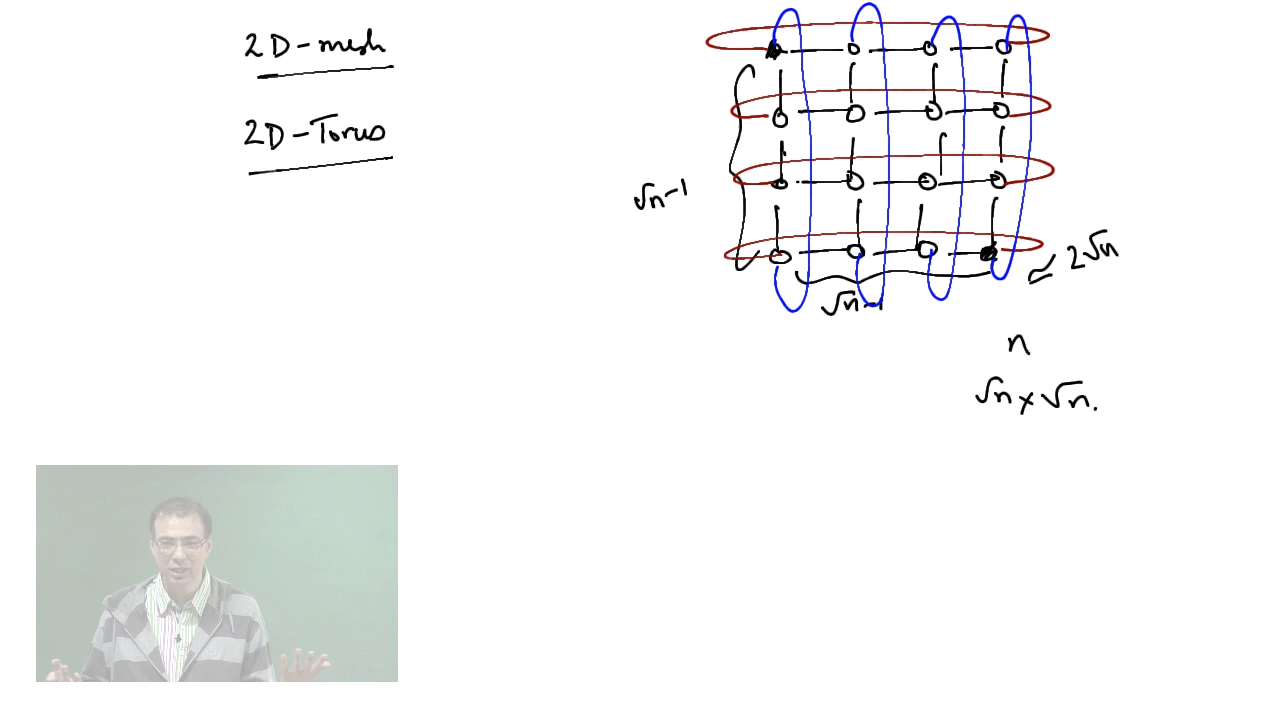 2D-mesh
2D-Torus
√n-1
≃ 2√n
√n-1
n
√n x √n.